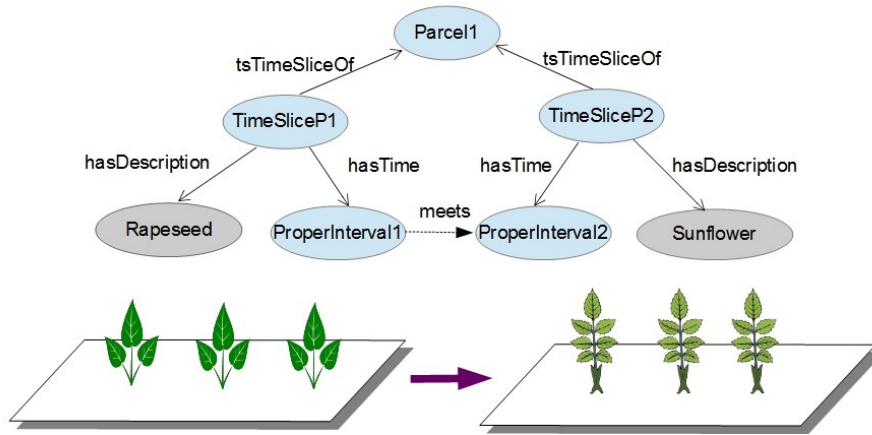 Parcel1
tsTimeSliceOf
tsTimeSliceOf
TimeSliceP1
TimeSliceP2
hasDescription
hasTime
hasTime
hasDescription
meets
Rapeseed
ProperInterval1
ProperInterval2
Sunflower